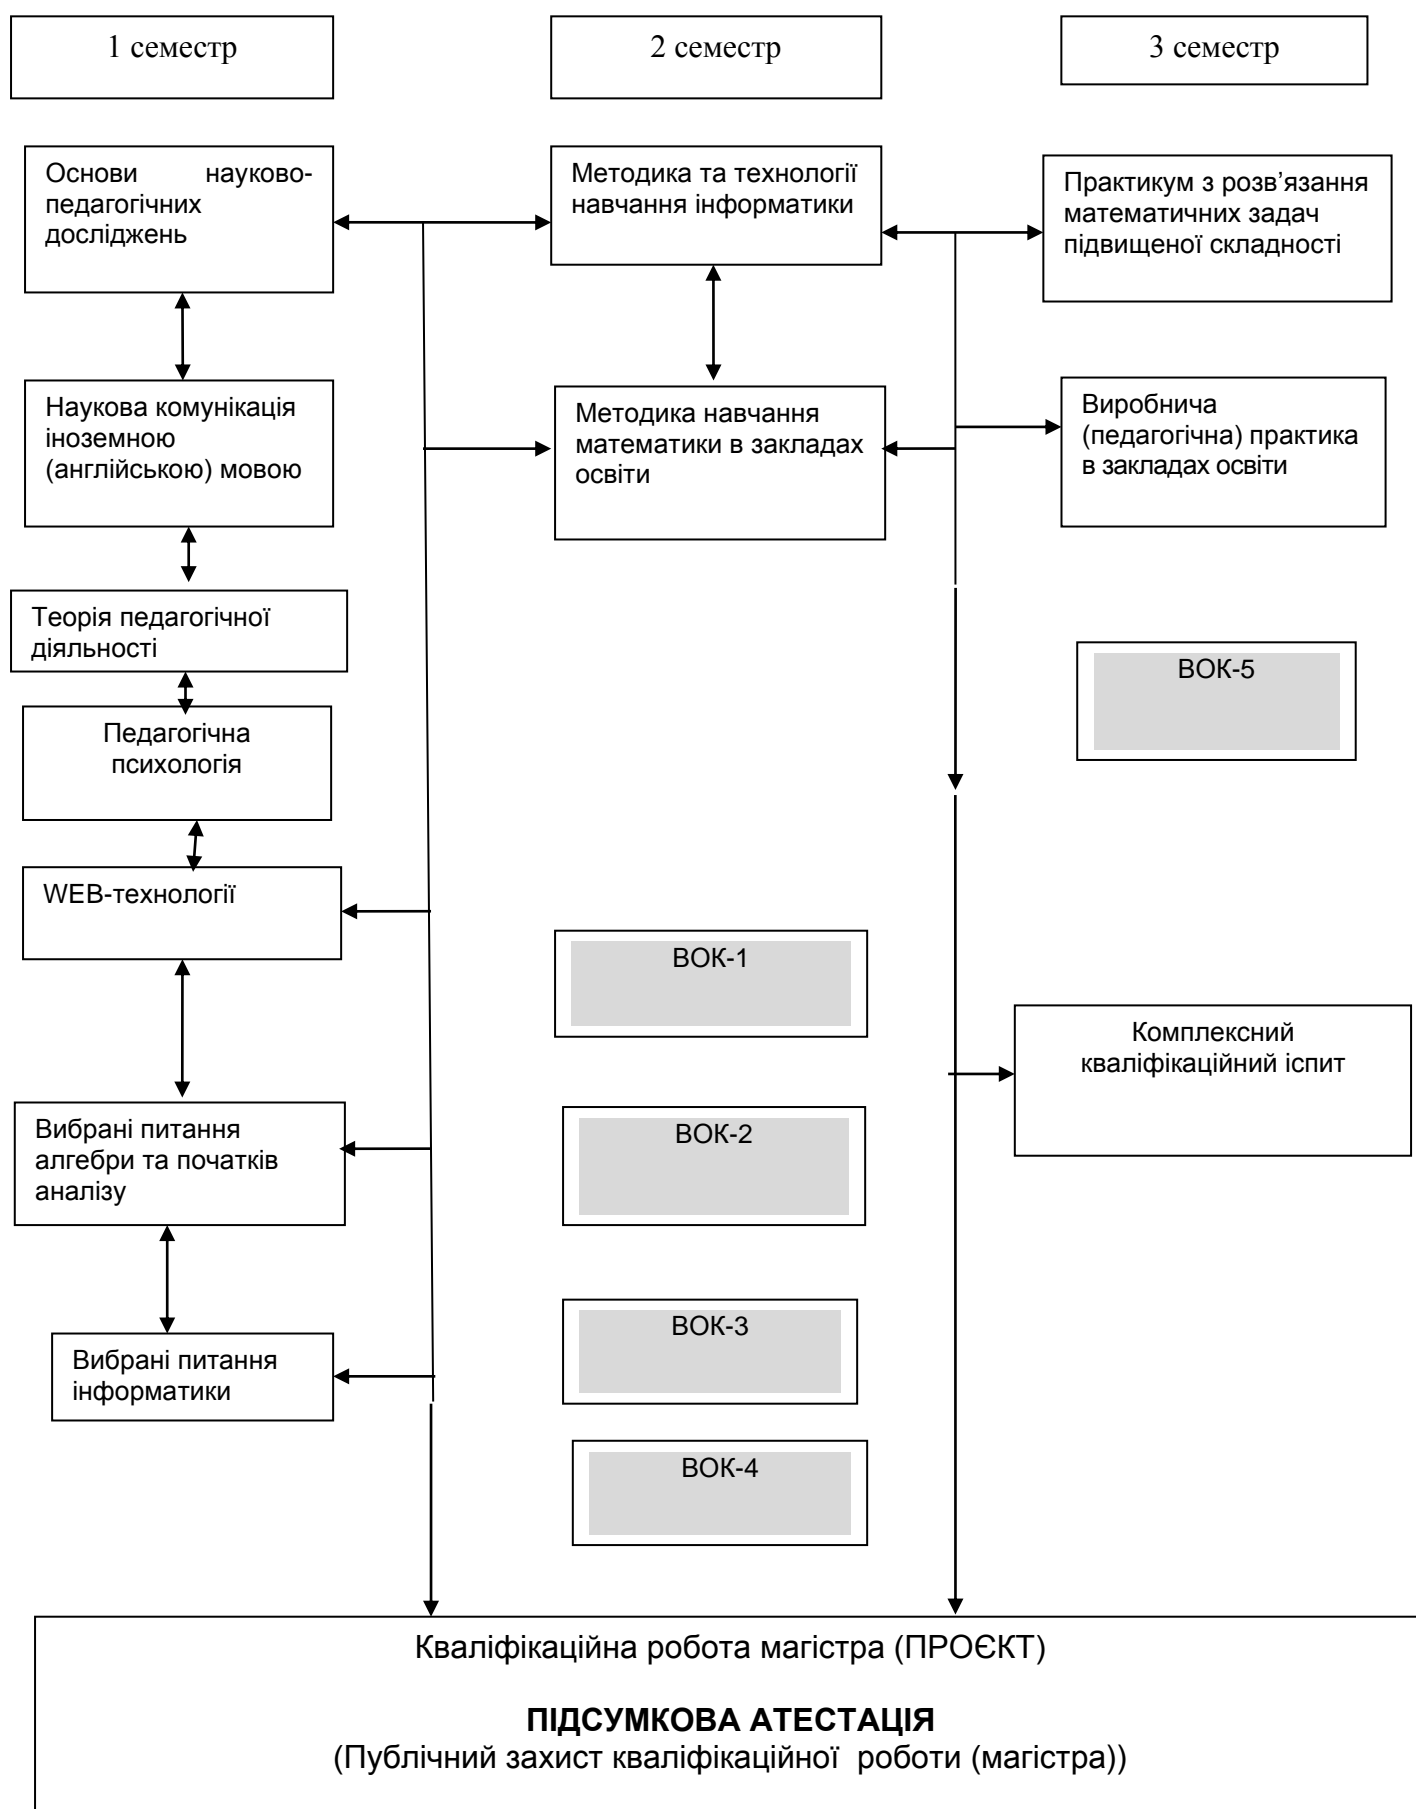 1 семестр
2 семестр
3 семестр
Основи науково-
педагогічних
досліджень
Методика та технології
навчання інформатики
Практикум з розв’язання
математичних задач
підвищеної складності
Наукова комунікація
іноземною
(англійською) мовою
Методика навчання
математики в закладах
освіти
Виробнича
(педагогічна) практика
в закладах освіти
Теорія педагогічної
діяльності
ВОК-5
Педагогічна
психологія
WEB-технології
ВОК-1
Комплексний
кваліфікаційний іспит
Вибрані питання
алгебри та початків
аналізу
ВОК-2
ВОК-3
Вибрані питання
інформатики
ВОК-4
Кваліфікаційна робота магістра (ПРОЄКТ)
ПІДСУМКОВА АТЕСТАЦІЯ
(Публічний захист кваліфікаційної роботи (магістра))